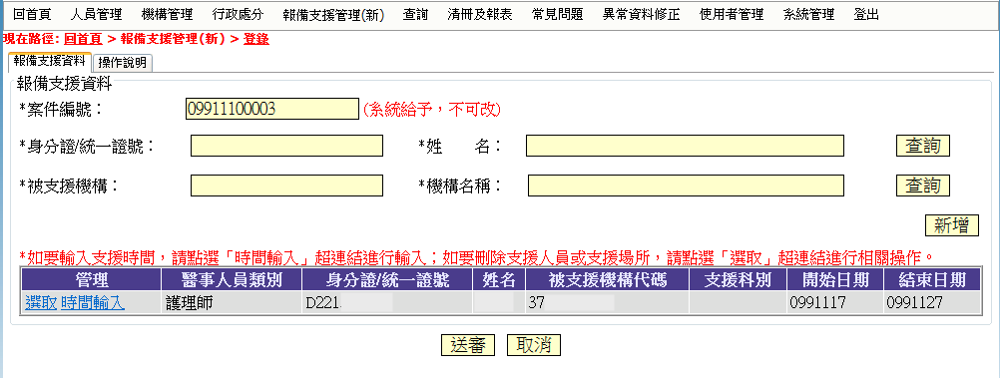 回首頁 人員管理 機構管理 行政處分 報備支援管理(新) 查詢 清冊及報表 常見問題 異常資料修正 使用者管理 系統管理 登出
現在路徑: 回首頁 > 報備支援管理(新) > 登錄
報備支援資料 操作說明
報備支援資料
*案件編號： 09911100003 (系統給予，不可改)
*身分證/統一證號： *姓 名： 查詢
*被支援機構： *機構名稱： 查詢
新增
*如要輸入支援時間，請點選「時間輸入」超連結進行輸入；如要刪除支援人員或支援場所，請點選「選取」超連結進行相關操作。
管理 醫事人員類別 身分證/統一證號 姓名 被支援機構代碼 支援科別 開始日期 結束日期
選取 時間輸入 護理師 D221 37 0991117 0991127
送審 取消